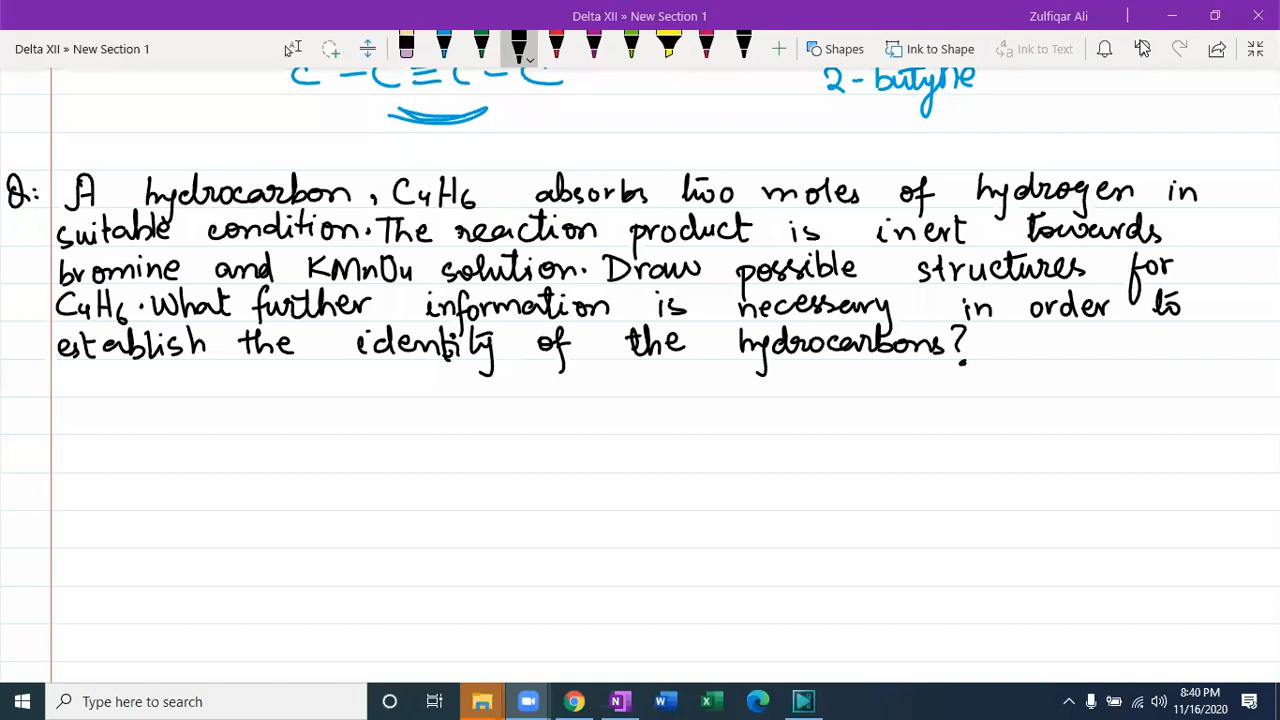 Delta XII » New Section 1
Zulfiqar Ali
Delta XII » New Section 1
Shapes
Ink to Shape
Ink to Text
C - C ≡ C - C
2 - butyne
Q: A hydrocarbon, C4H6 absorbs two moles of hydrogen in
suitable condition. The reaction product is inert towards
bromine and KMnO4 solution. Draw possible structures for
C4H6. What further information is necessary in order to
establish the identity of the hydrocarbons?
Type here to search
8:40 PM
11/16/2020